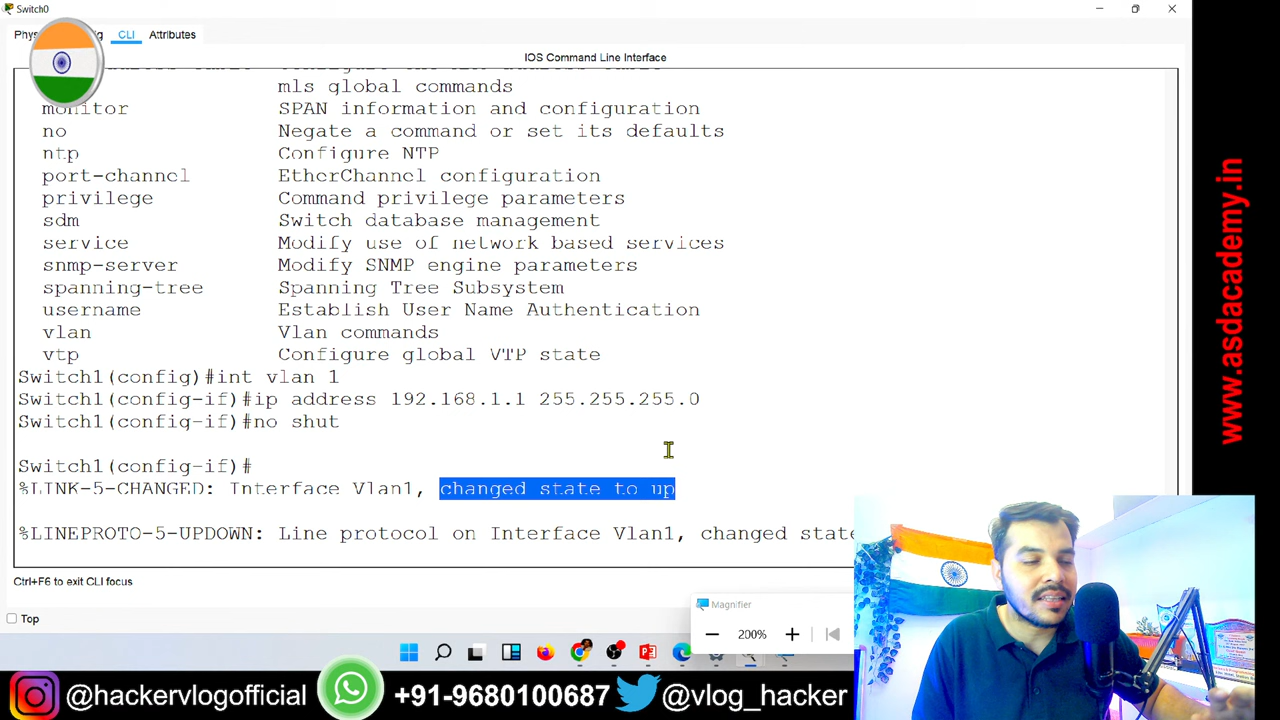 Switch0
CLI
Attributes
IOS Command Line Interface
mls global commands
monitor SPAN information and configuration
no Negate a command or set its defaults
ntp Configure NTP
port-channel EtherChannel configuration
privilege Command privilege parameters
sdm Switch database management
service Modify use of network based services
snmp-server Modify SNMP engine parameters
spanning-tree Spanning Tree Subsystem
username Establish User Name Authentication
vlan Vlan commands
vtp Configure global VTP state
Switch1(config)#int vlan 1
Switch1(config-if)#ip address 192.168.1.1 255.255.255.0
Switch1(config-if)#no shut
Switch1(config-if)#
%LINK-5-CHANGED: Interface Vlan1, changed state to up
%LINEPROTO-5-UPDOWN: Line protocol on Interface Vlan1, changed state
Ctrl+F6 to exit CLI focus
Top
Magnifier
200%
www.asdacademy.in
@hackervlogofficial
+91-9680100687
@vlog_hacker